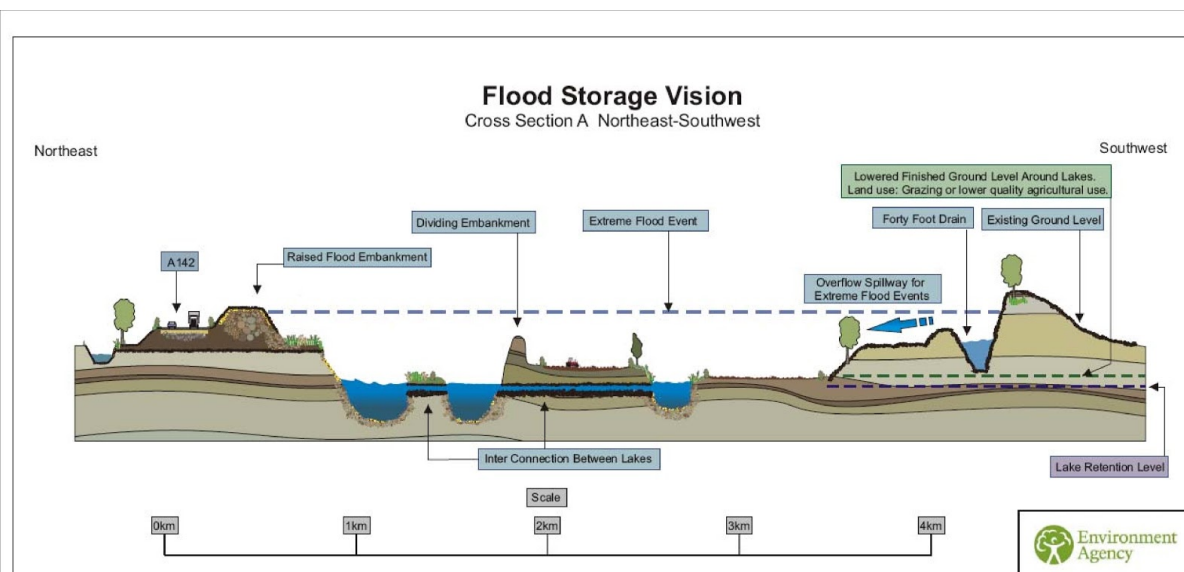 Flood Storage Vision
Cross Section A Northeast-Southwest
Northeast
Southwest
Lowered Finished Ground Level Around Lakes.
Land use: Grazing or lower quality agricultural use.
Dividing Embankment
Extreme Flood Event
Forty Foot Drain
Existing Ground Level
A142
Raised Flood Embankment
Overflow Spillway for
Extreme Flood Events
Inter Connection Between Lakes
Lake Retention Level
Scale
0km
1km
2km
3km
4km
Environment
Agency